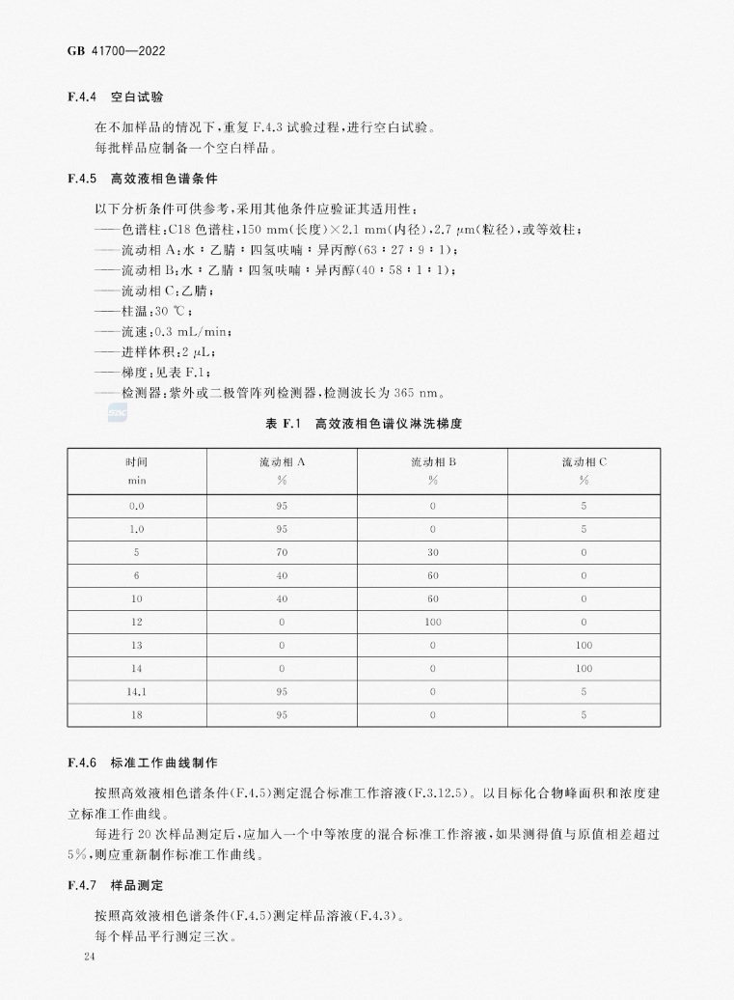 GB 41700—2022
F.4.4 空白试验
在不加样品的情况下,重复 F.4.3 试验过程,进行空白试验。
每批样品应制备一个空白样品。
F.4.5 高效液相色谱条件
以下分析条件可供参考,采用其他条件应验证其适用性:
——色谱柱:C18 色谱柱,150 mm(长度)×2.1 mm(内径),2.7 μm(粒径),或等效柱;
——流动相 A:水∶乙腈∶四氢呋喃∶异丙醇(63∶27∶9∶1);
——流动相 B:水∶乙腈∶四氢呋喃∶异丙醇(40∶58∶1∶1);
——流动相 C:乙腈;
——柱温:30 ℃;
——流速:0.3 mL/min;
——进样体积:2 μL;
——梯度:见表 F.1;
——检测器:紫外或二极管阵列检测器,检测波长为 365 nm。
SAC
表 F.1 高效液相色谱仪淋洗梯度
时间 流动相 A 流动相 B 流动相 C
min % % %
0.0 95 0 5
1.0 95 0 5
5 70 30 0
6 40 60 0
10 40 60 0
12 0 100 0
13 0 0 100
14 0 0 100
14.1 95 0 5
18 95 0 5
F.4.6 标准工作曲线制作
按照高效液相色谱条件(F.4.5)测定混合标准工作溶液(F.3.12.5)。以目标化合物峰面积和浓度建
立标准工作曲线。
每进行 20 次样品测定后,应加入一个中等浓度的混合标准工作溶液,如果测得值与原值相差超过
5%,则应重新制作标准工作曲线。
F.4.7 样品测定
按照高效液相色谱条件(F.4.5)测定样品溶液(F.4.3)。
每个样品平行测定三次。
24